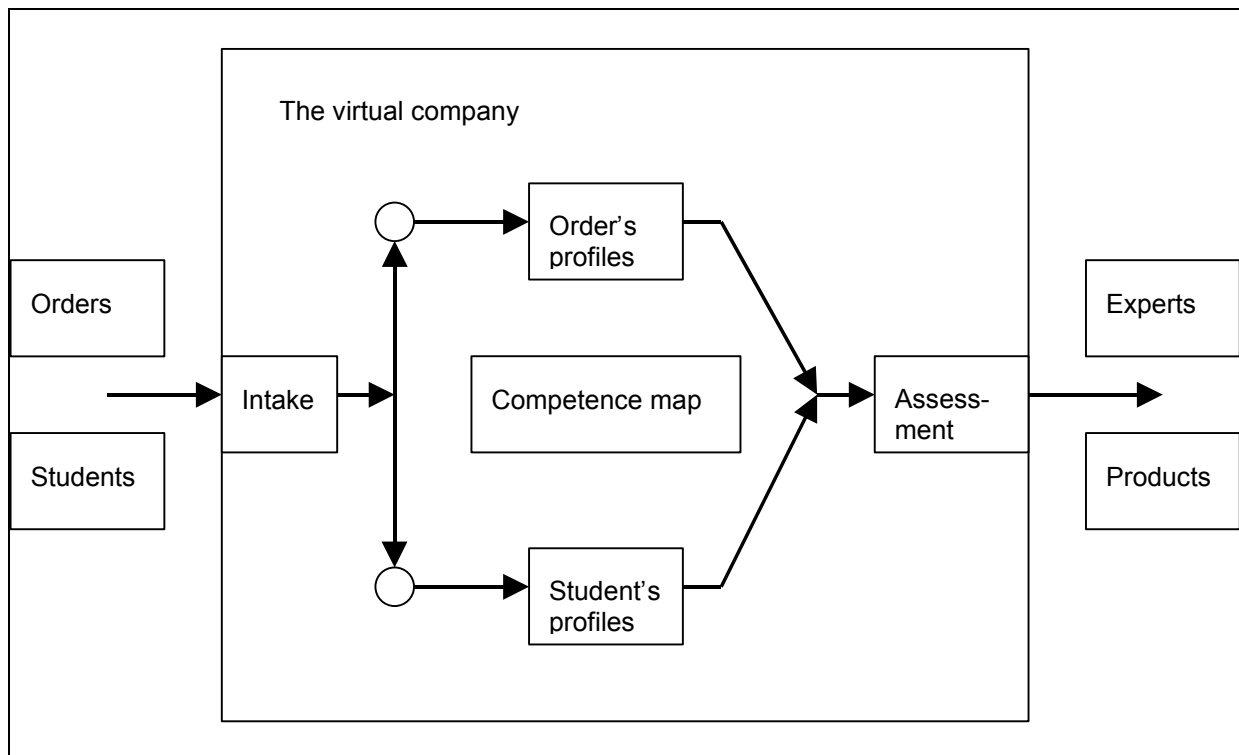 The virtual company
Order’s
profiles
Orders
Experts
Intake
Competence map
Assess-
ment
Students
Products
Student’s
profiles